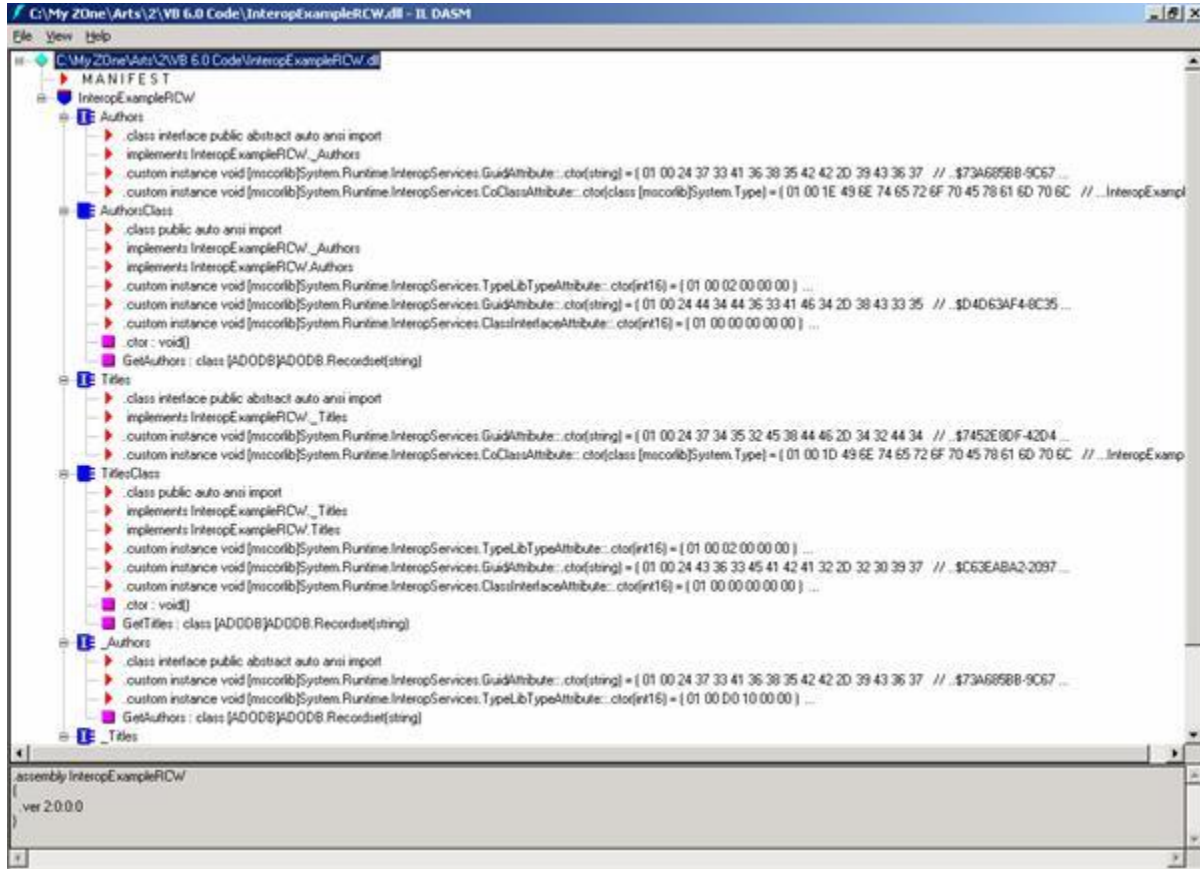 C:\My ZOne\Arts\2\VB 6.0 Code\InteropExampleRCW.dll - IL DASM
File View Help
C:\My ZOne\Arts\2\VB 6.0 Code\InteropExampleRCW.dll
MANIFEST
InteropExampleRCW
Authors
.class interface public abstract auto ansi import
implements InteropExampleRCW._Authors
.custom instance void [mscorlib]System.Runtime.InteropServices.GuidAttribute::.ctor(string) = ( 01 00 24 37 33 41 36 38 35 42 42 2D 39 43 36 37 // ..$73A685BB-9C67 ...
.custom instance void [mscorlib]System.Runtime.InteropServices.CoClassAttribute::.ctor(class [mscorlib]System.Type) = ( 01 00 1E 49 6E 74 65 72 6F 70 45 78 61 6D 70 6C // ...InteropExampl
AuthorsClass
.class public auto ansi import
implements InteropExampleRCW._Authors
implements InteropExampleRCW.Authors
.custom instance void [mscorlib]System.Runtime.InteropServices.TypeLibTypeAttribute::.ctor(int16) = ( 01 00 02 00 00 00 ) ...
.custom instance void [mscorlib]System.Runtime.InteropServices.GuidAttribute::.ctor(string) = ( 01 00 24 44 34 44 36 33 41 46 34 2D 38 43 33 35 // ..$D4D63AF4-8C35 ...
.custom instance void [mscorlib]System.Runtime.InteropServices.ClassInterfaceAttribute::.ctor(int16) = ( 01 00 00 00 00 00 ) ...
.ctor : void()
GetAuthors : class [ADODB]ADODB.Recordset(string)
Titles
.class interface public abstract auto ansi import
implements InteropExampleRCW._Titles
.custom instance void [mscorlib]System.Runtime.InteropServices.GuidAttribute::.ctor(string) = ( 01 00 24 37 34 35 32 45 38 44 46 2D 34 32 44 34 // ..$7452E8DF-42D4 ...
.custom instance void [mscorlib]System.Runtime.InteropServices.CoClassAttribute::.ctor(class [mscorlib]System.Type) = ( 01 00 1D 49 6E 74 65 72 6F 70 45 78 61 6D 70 6C // ...InteropExamp
TitlesClass
.class public auto ansi import
implements InteropExampleRCW._Titles
implements InteropExampleRCW.Titles
.custom instance void [mscorlib]System.Runtime.InteropServices.TypeLibTypeAttribute::.ctor(int16) = ( 01 00 02 00 00 00 ) ...
.custom instance void [mscorlib]System.Runtime.InteropServices.GuidAttribute::.ctor(string) = ( 01 00 24 43 36 33 45 41 42 41 32 2D 32 30 39 37 // ..$C63EABA2-2097 ...
.custom instance void [mscorlib]System.Runtime.InteropServices.ClassInterfaceAttribute::.ctor(int16) = ( 01 00 00 00 00 00 ) ...
.ctor : void()
GetTitles : class [ADODB]ADODB.Recordset(string)
_Authors
.class interface public abstract auto ansi import
.custom instance void [mscorlib]System.Runtime.InteropServices.GuidAttribute::.ctor(string) = ( 01 00 24 37 33 41 36 38 35 42 42 2D 39 43 36 37 // ..$73A685BB-9C67 ...
.custom instance void [mscorlib]System.Runtime.InteropServices.TypeLibTypeAttribute::.ctor(int16) = ( 01 00 D0 10 00 00 ) ...
GetAuthors : class [ADODB]ADODB.Recordset(string)
_Titles
.assembly InteropExampleRCW
{
.ver 2:0:0:0
}